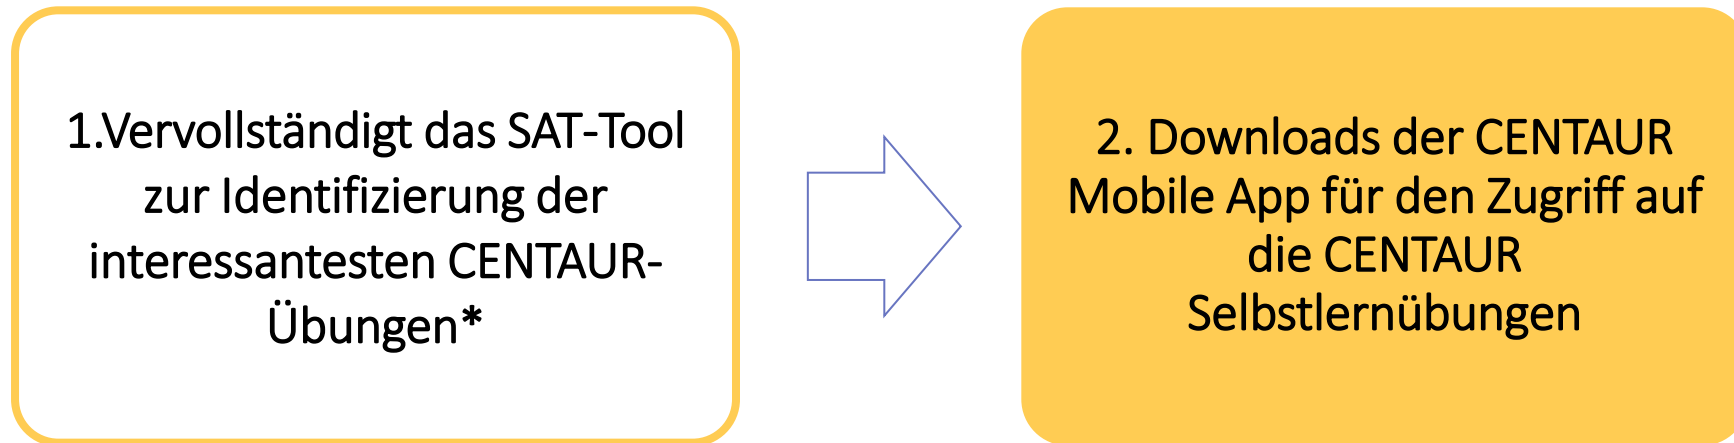 1.Vervollständigt das SAT-Tool
zur Identifizierung der
interessantesten CENTAUR-
Übungen*
2. Downloads der CENTAUR
Mobile App für den Zugriff auf
die CENTAUR
Selbstlernübungen